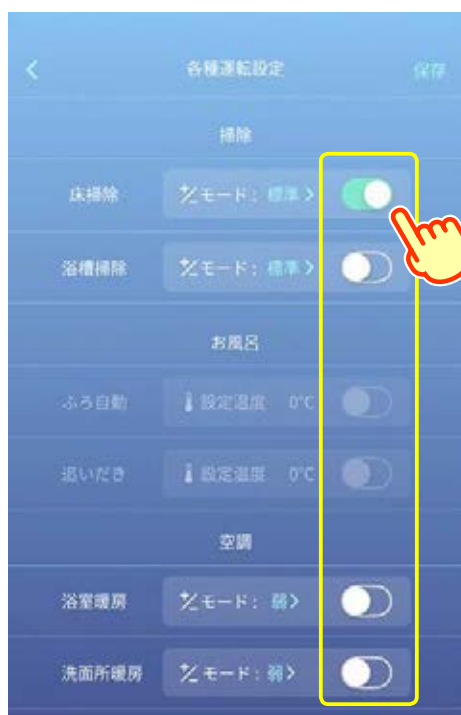 < 各種運転設定 保存
掃除
床掃除 モード: 標準 >
浴槽掃除 モード: 標準 >
お風呂
ふろ自動 設定温度 0℃
追いだき 設定温度 0℃
空調
浴室暖房 モード: 弱 >
洗面所暖房 モード: 弱 >